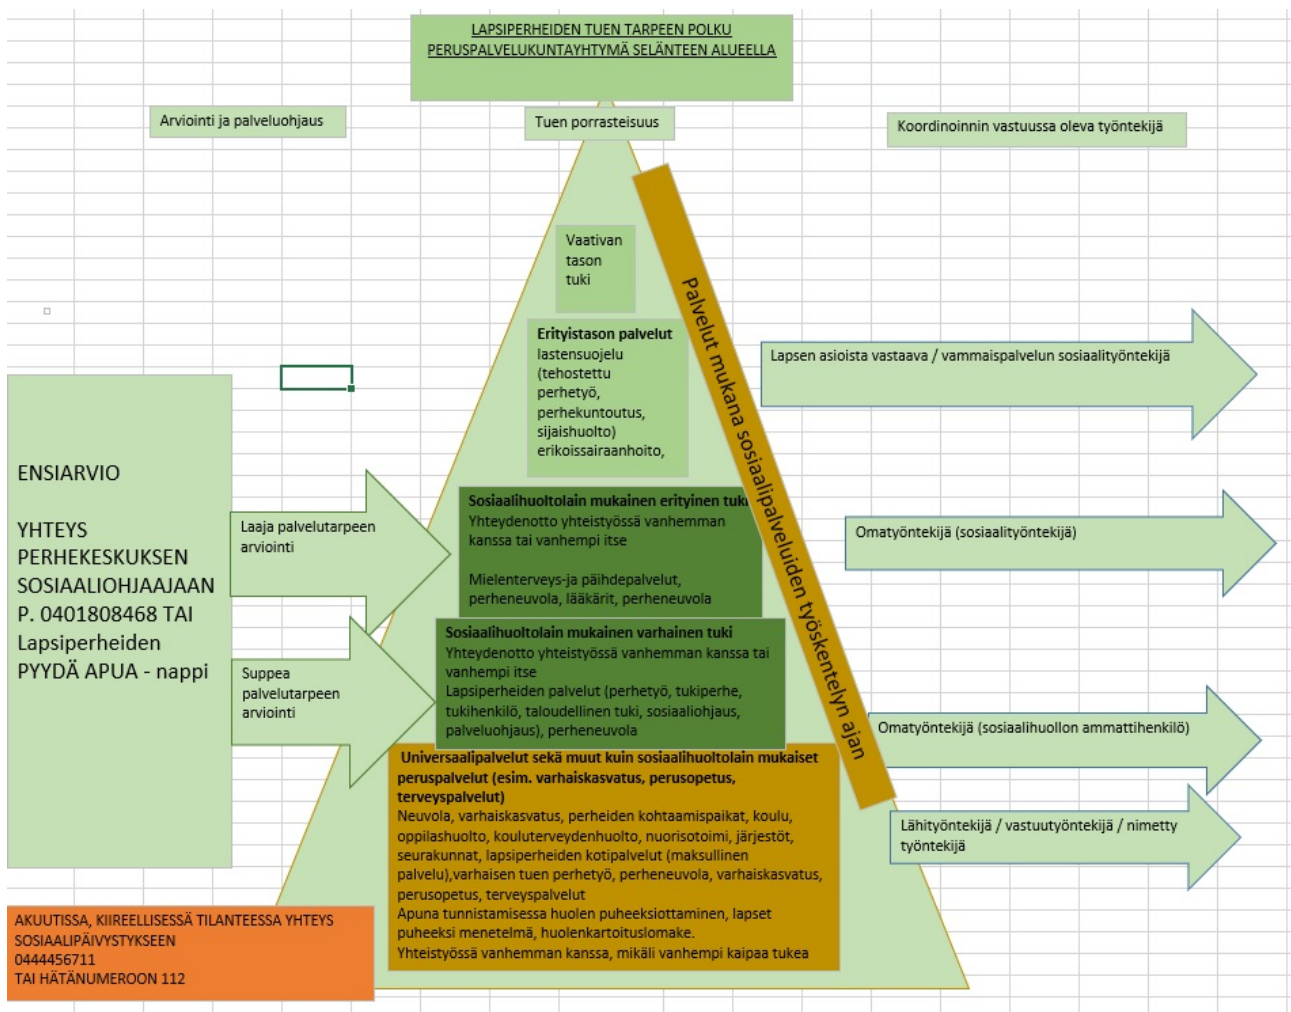 LAPSIPERHEIDEN TUEN TARPEEN POLKU
PERUSPALVELUKUNTAYHTYMÄ SELÄNTEEN ALUEELLA
Arviointi ja palveluohjaus
Tuen porrasteisuus
Koordinoinnin vastuussa oleva työntekijä
Vaativan
tason
tuki
Erityistason palvelut
lastensuojelu
(tehostettu
perhetyö,
perhekuntoutus,
sijaishuolto)
erikoissairaanhoito,
Palvelut mukana sosiaalipalveluiden työskentelyn ajan
Lapsen asioista vastaava / vammaispalvelun sosiaalityöntekijä
ENSIARVIO
YHTEYS
PERHEKESKUKSEN
SOSIAALIOHJAAJAAN
P. 0401808468 TAI
Lapsiperheiden
PYYDÄ APUA - nappi
Laaja palvelutarpeen
arviointi
Sosiaalihuoltolain mukainen erityinen tuki
Yhteydenotto yhteistyössä vanhemman
kanssa tai vanhempi itse
Mielenterveys-ja päihdepalvelut,
perheneuvola, lääkärit, perheneuvola
Omatyöntekijä (sosiaalityöntekijä)
Suppea
palvelutarpeen
arviointi
Sosiaalihuoltolain mukainen varhainen tuki
Yhteydenotto yhteistyössä vanhemman kanssa tai
vanhempi itse
Lapsiperheiden palvelut (perhetyö, tukiperhe,
tukihenkilö, taloudellinen tuki, sosiaaliohjaus,
palveluohjaus), perheneuvola
Omatyöntekijä (sosiaalihuollon ammattihenkilö)
Universaalipalvelut sekä muut kuin sosiaalihuoltolain mukaiset
peruspalvelut (esim. varhaiskasvatus, perusopetus,
terveyspalvelut)
Neuvola, varhaiskasvatus, perheiden kohtaamispaikat, koulu,
oppilashuolto, kouluterveydenhuolto, nuorisotoimi, järjestöt,
seurakunnat, lapsiperheiden kotipalvelut (maksullinen
palvelu),varhaisen tuen perhetyö, perheneuvola, varhaiskasvatus,
perusopetus, terveyspalvelut
Apuna tunnistamisessa huolen puheeksiottaminen, lapset
puheeksi menetelmä, huolenkartoituslomake.
Yhteistyössä vanhemman kanssa, mikäli vanhempi kaipaa tukea
Lähityöntekijä / vastuutyöntekijä / nimetty
työntekijä
AKUUTISSA, KIIREELLISESSÄ TILANTEESSA YHTEYS
SOSIAALIPÄIVYSTYKSEEN
0444456711
TAI HÄTÄNUMEROON 112